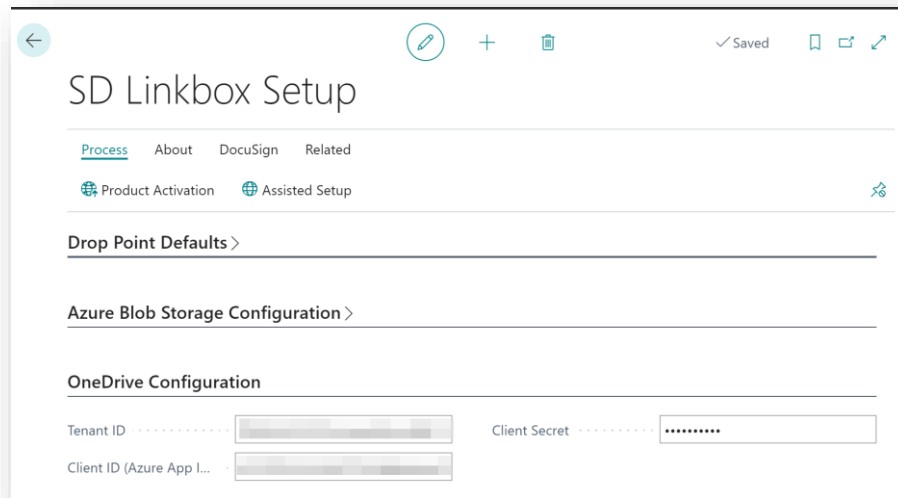 Saved
SD Linkbox Setup
Process About DocuSign Related
Product Activation Assisted Setup
Drop Point Defaults
Azure Blob Storage Configuration
OneDrive Configuration
Tenant ID Client Secret ••••••••••
Client ID (Azure App I...